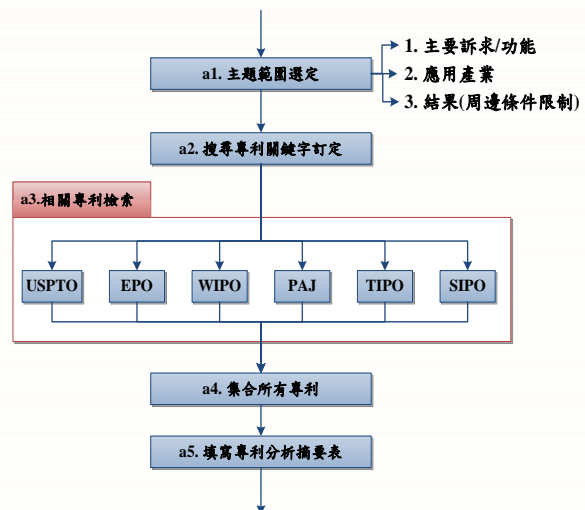 1. 主要訴求/功能
a1. 主題範圍選定
2. 應用產業
3. 結果(周邊條件限制)
a2. 搜尋專利關鍵字訂定
a3.相關專利檢索
USPTO
EPO
WIPO
PAJ
TIPO
SIPO
a4. 集合所有專利
a5. 填寫專利分析摘要表